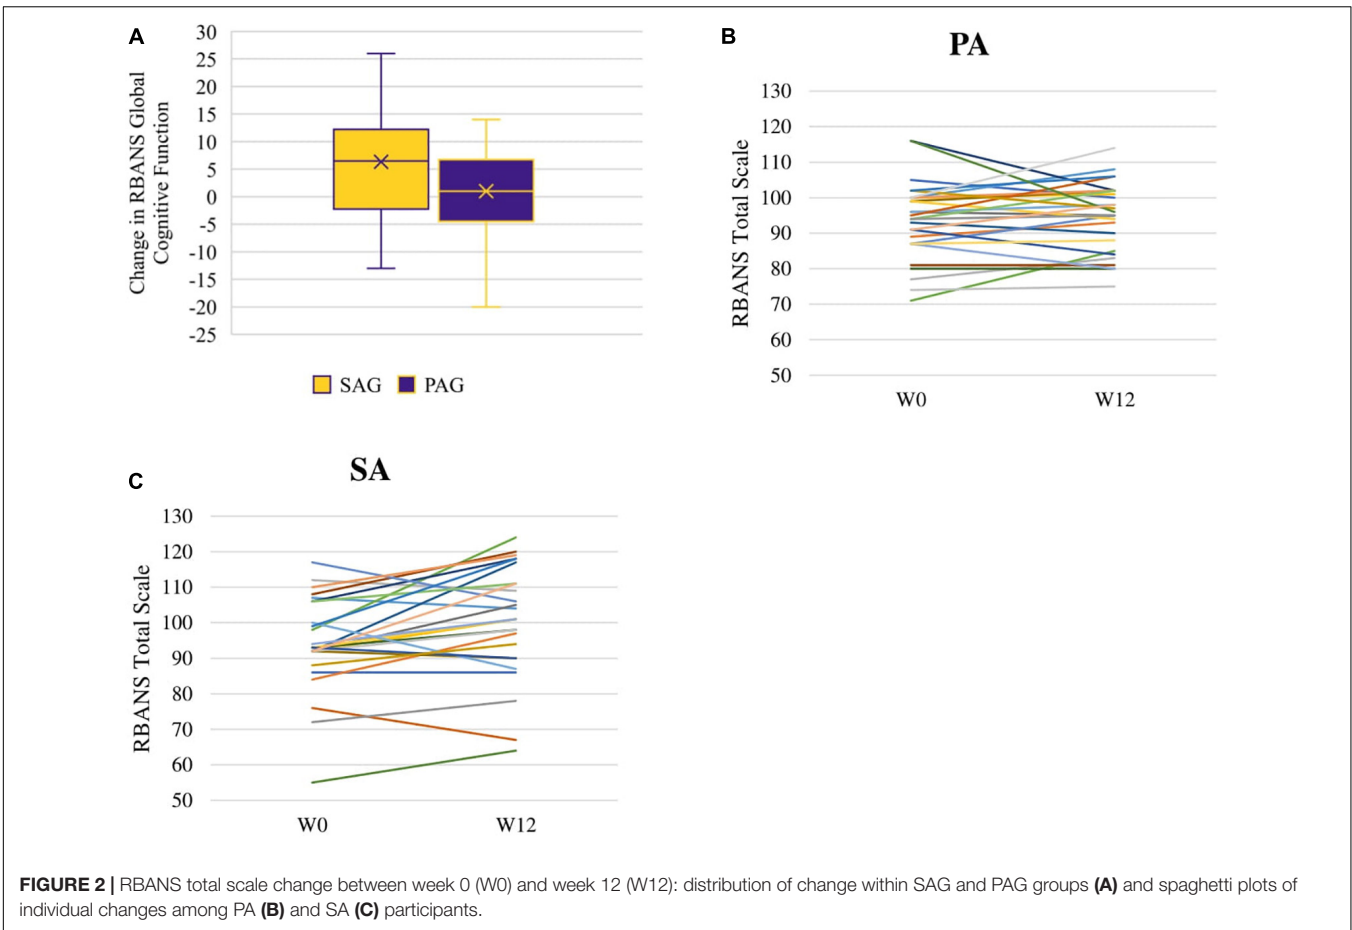 A
30
25
20
15
10
5
0
-5
-10
-15
-20
-25
Change in RBANS Global
Cognitive Function
SAG PAG
B
PA
130
120
110
100
90
80
70
60
50
RBANS Total Scale
W0 W12
C
SA
130
120
110
100
90
80
70
60
50
RBANS Total Scale
W0 W12
FIGURE 2 | RBANS total scale change between week 0 (W0) and week 12 (W12): distribution of change within SAG and PAG groups (A) and spaghetti plots of
individual changes among PA (B) and SA (C) participants.